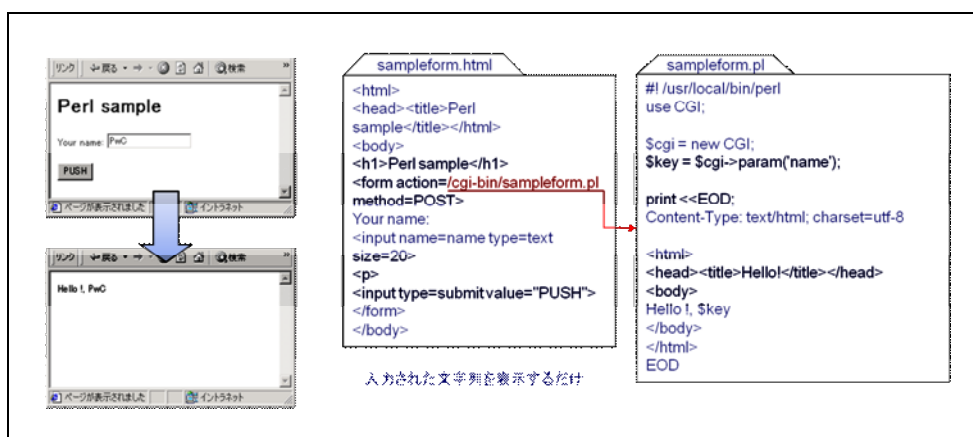 リンク 戻る 検索 »
Perl sample
Your name: PwC
PUSH
ページが表示されました イントラネット
リンク 戻る 検索 »
Hello !, PwC
ページが表示されました イントラネット
sampleform.html
<html>
<head><title>Perl
sample</title></html>
<body>
<h1>Perl sample</h1>
<form action=/cgi-bin/sampleform.pl
method=POST>
Your name:
<input name=name type=text
size=20>
<p>
<input type=submit value="PUSH">
</form>
</body>
入力された文字列を表示するだけ
sampleform.pl
#! /usr/local/bin/perl
use CGI;
$cgi = new CGI;
$key = $cgi->param('name');
print <<EOD;
Content-Type: text/html; charset=utf-8
<html>
<head><title>Hello!</title></head>
<body>
Hello !, $key
</body>
</html>
EOD